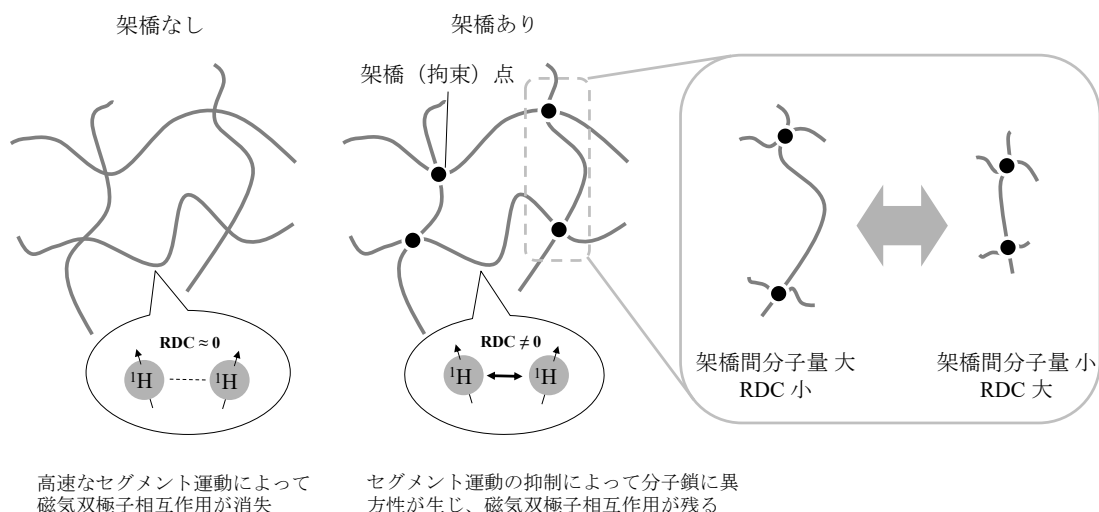 架橋なし
架橋あり
架橋(拘束)点
RDC ≈ 0
¹H
¹H
RDC ≠ 0
¹H
¹H
架橋間分子量 大
RDC 小
架橋間分子量 小
RDC 大
高速なセグメント運動によって
磁気双極子相互作用が消失
セグメント運動の抑制によって分子鎖に異
方性が生じ、磁気双極子相互作用が残る